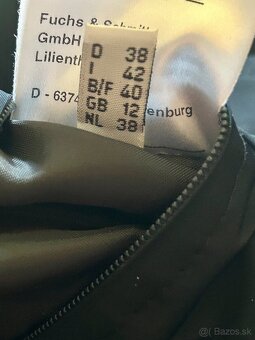 Fuchs & Schmitt
GmbH
Lilienth
D - 6374 enburg
D 38
I 42
B/F 40
GB 12
NL 38
© Bazos.sk